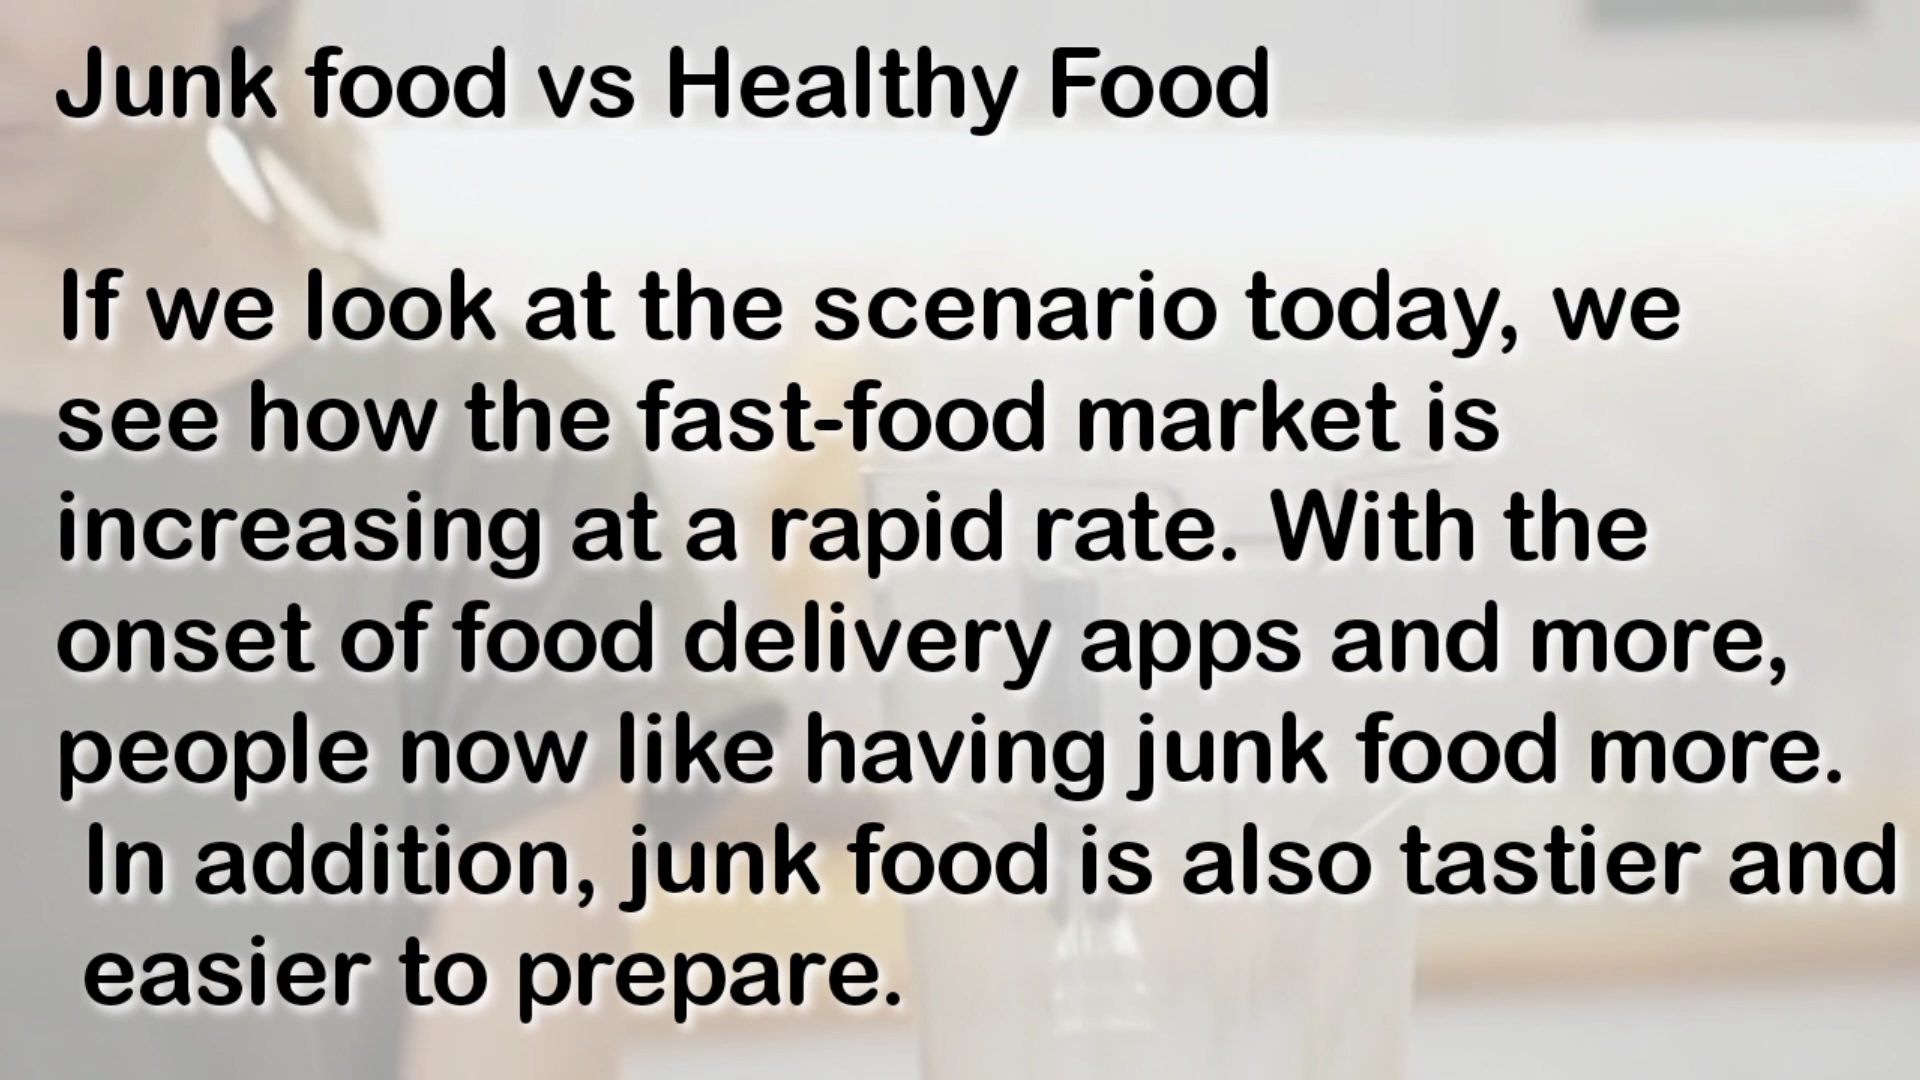 Junk food vs Healthy Food
If we look at the scenario today, we
see how the fast-food market is
increasing at a rapid rate. With the
onset of food delivery apps and more,
people now like having junk food more.
In addition, junk food is also tastier and
easier to prepare.